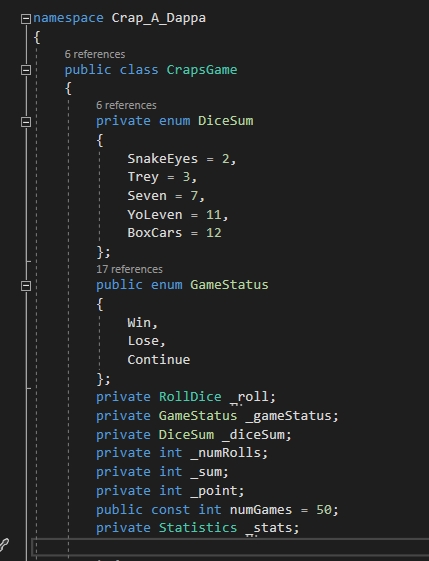 namespace Crap_A_Dappa
{
6 references
public class CrapsGame
{
6 references
private enum DiceSum
{
SnakeEyes = 2,
Trey = 3,
Seven = 7,
YoLeven = 11,
BoxCars = 12
};
17 references
public enum GameStatus
{
Win,
Lose,
Continue
};
private RollDice _roll;
private GameStatus _gameStatus;
private DiceSum _diceSum;
private int _numRolls;
private int _sum;
private int _point;
public const int numGames = 50;
private Statistics _stats;